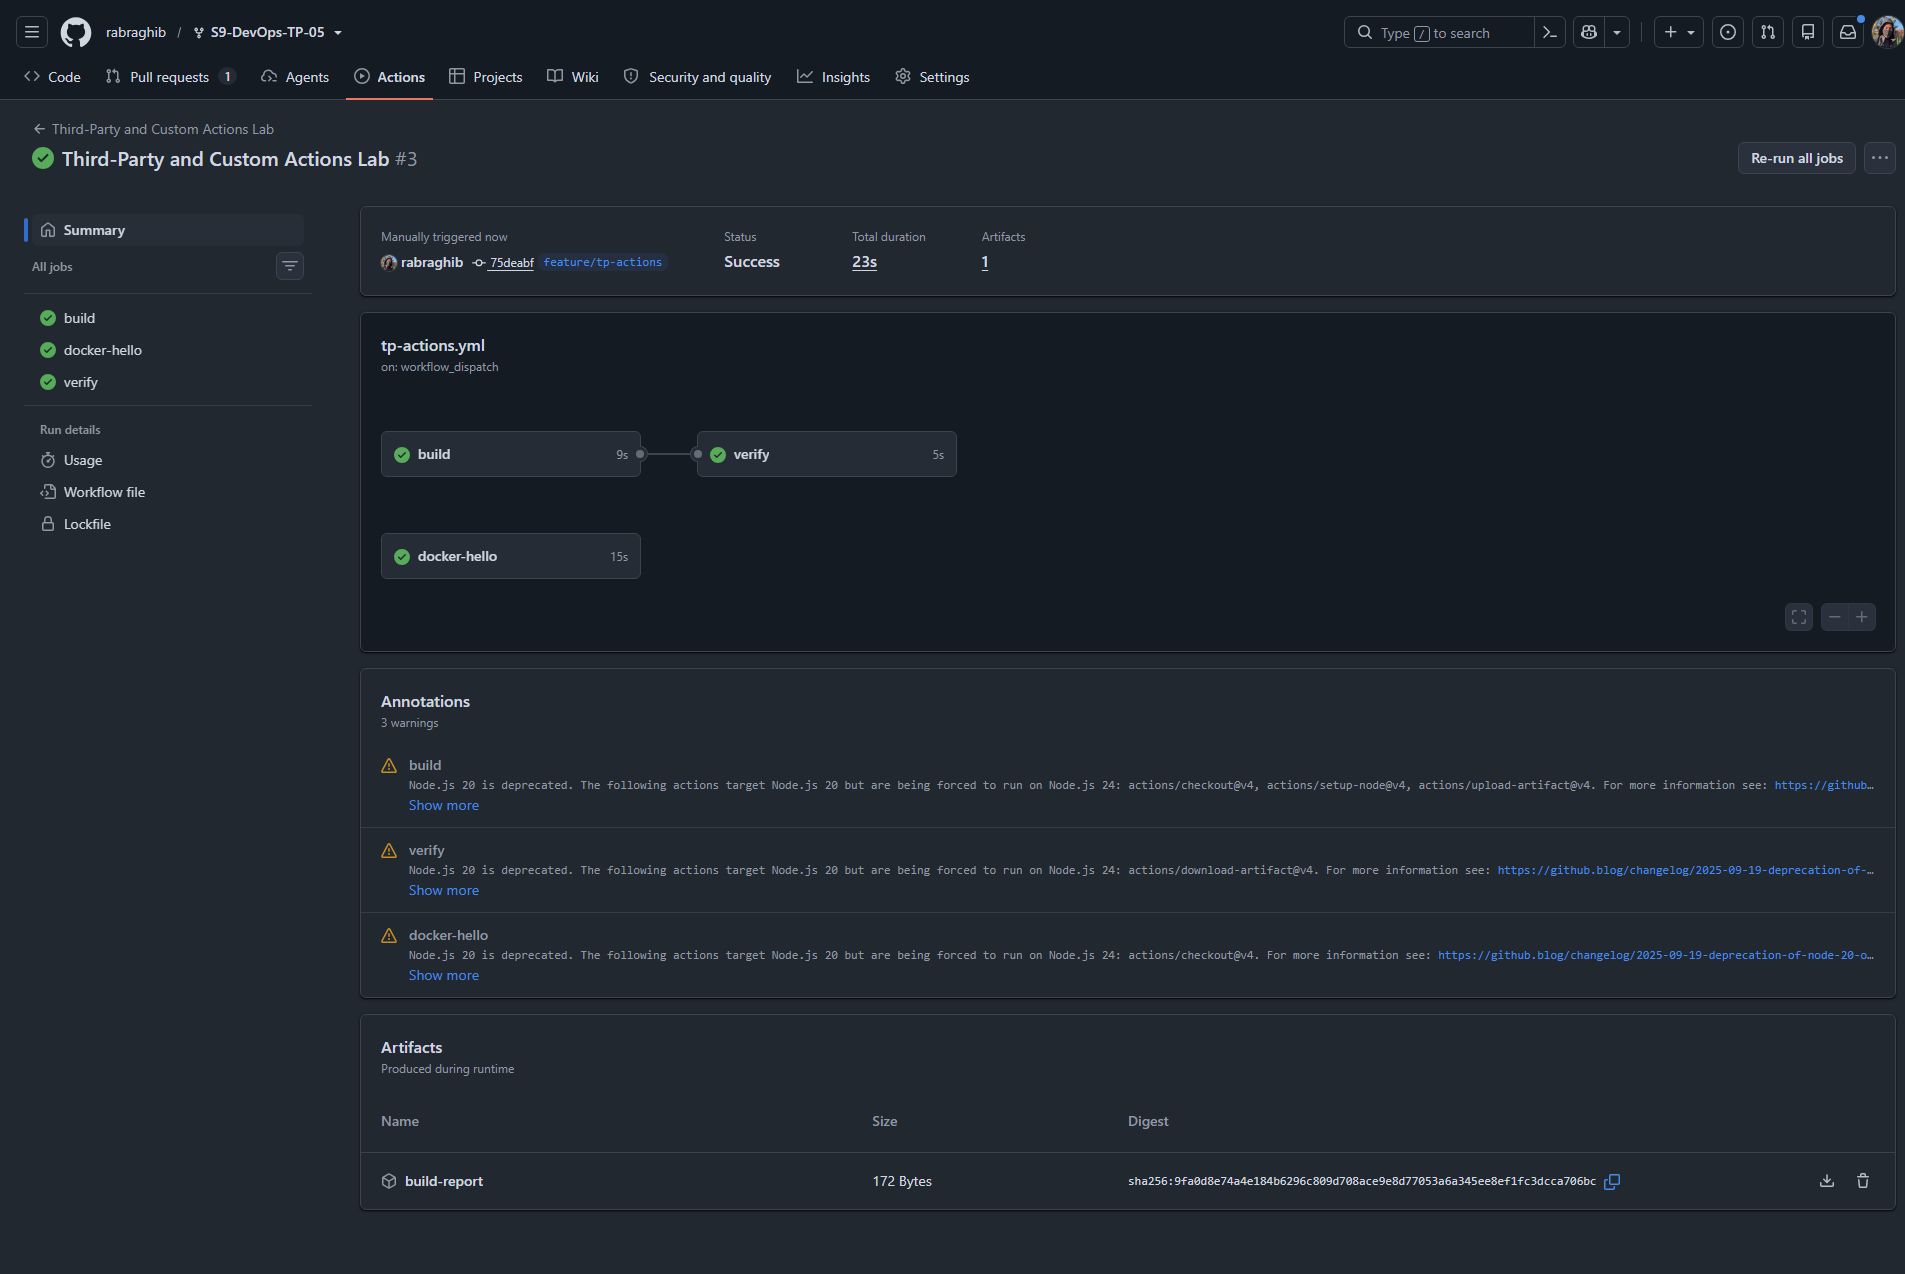 rabraghib / S9-DevOps-TP-05
Type / to search
Code
Pull requests 1
Agents
Actions
Projects
Wiki
Security and quality
Insights
Settings
Third-Party and Custom Actions Lab
Third-Party and Custom Actions Lab #3
Re-run all jobs
Summary
All jobs
build
docker-hello
verify
Run details
Usage
Workflow file
Lockfile
Manually triggered now
rabraghib 75deabf feature/tp-actions
Status
Success
Total duration
23s
Artifacts
1
tp-actions.yml
on: workflow_dispatch
build 9s
verify 5s
docker-hello 15s
Annotations
3 warnings
build
Node.js 20 is deprecated. The following actions target Node.js 20 but are being forced to run on Node.js 24: actions/checkout@v4, actions/setup-node@v4, actions/upload-artifact@v4. For more information see: https://github…
Show more
verify
Node.js 20 is deprecated. The following actions target Node.js 20 but are being forced to run on Node.js 24: actions/download-artifact@v4. For more information see: https://github.blog/changelog/2025-09-19-deprecation-of-…
Show more
docker-hello
Node.js 20 is deprecated. The following actions target Node.js 20 but are being forced to run on Node.js 24: actions/checkout@v4. For more information see: https://github.blog/changelog/2025-09-19-deprecation-of-node-20-o…
Show more
Artifacts
Produced during runtime
Name Size Digest
build-report 172 Bytes sha256:9fa0d8e74a4e184b6296c809d708ace9e8d77053a6a345ee8ef1fc3dcca706bc